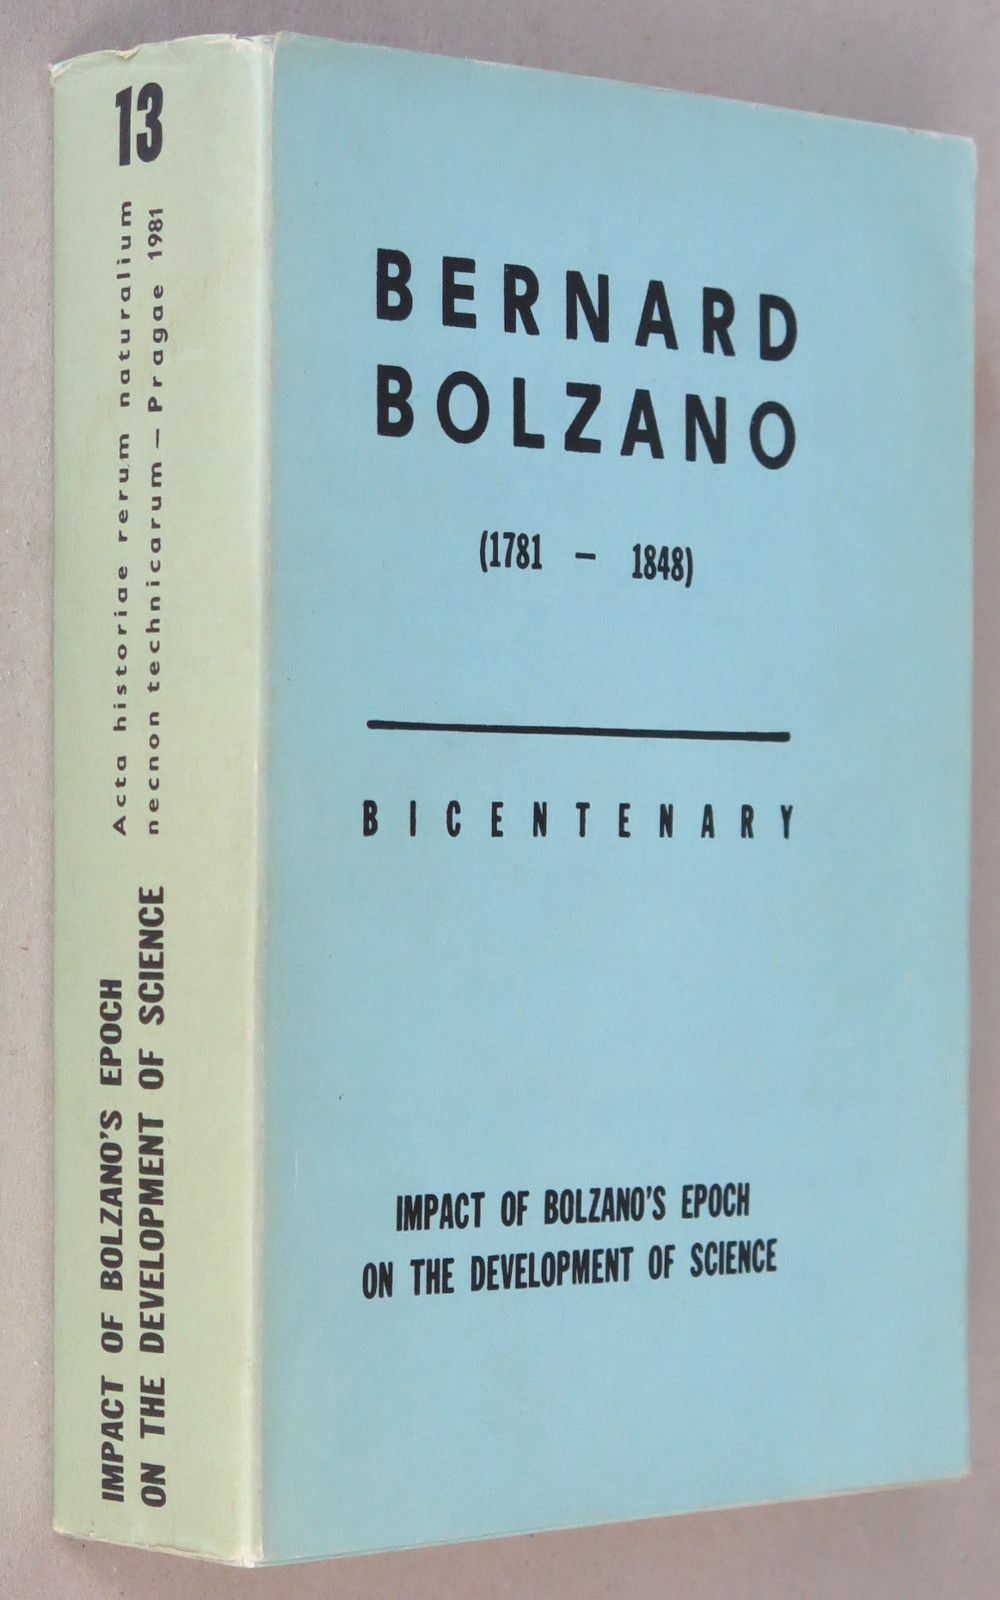 13
Acta historiae rerum naturalium
necnon technicarum — Pragae 1981
IMPACT OF BOLZANO'S EPOCH
ON THE DEVELOPMENT OF SCIENCE
BERNARD
BOLZANO
(1781 – 1848)
BICENTENARY
IMPACT OF BOLZANO'S EPOCH
ON THE DEVELOPMENT OF SCIENCE